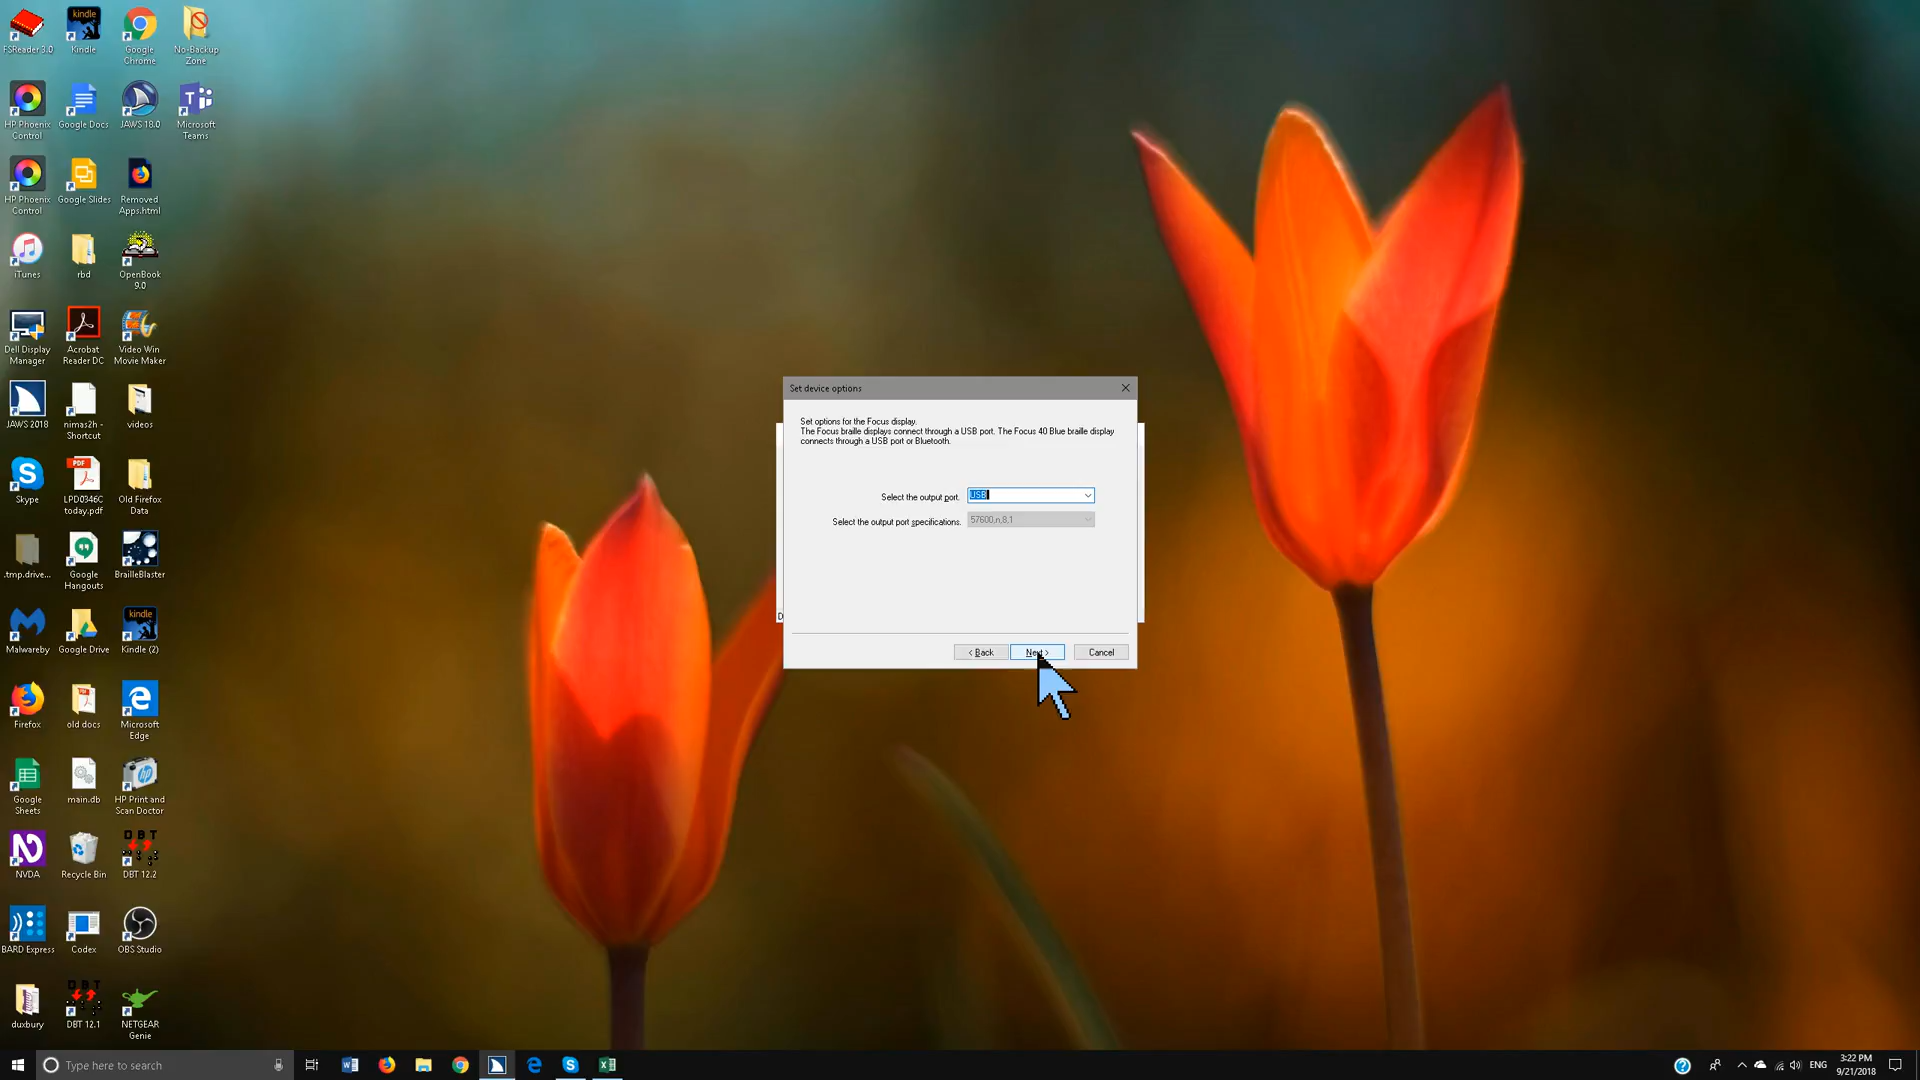 FSReader 3.0
Kindle
Google
Chrome
No-Backup
Zone
HP Phoenix
Control
Google Docs
JAWS 18.0
Microsoft
Teams
HP Phoenix
Control
Google Slides
Removed
Apps.html
iTunes
rbd
OpenBook
9.0
Dell Display
Manager
Acrobat
Reader DC
Video Win
Movie Maker
JAWS 2018
nimas2h -
Shortcut
videos
Skype
LPD0346C
today.pdf
Old Firefox
Data
.tmp.drive...
Google
Hangouts
BrailleBlaster
Malwareby
Google Drive
Kindle (2)
Firefox
old docs
Microsoft
Edge
Google
Sheets
main.db
HP Print and
Scan Doctor
NVDA
Recycle Bin
DBT 12.2
BARD Express
Codex
OBS Studio
duxbury
DBT 12.1
NETGEAR
Genie
kindle
PDF
kindle
D B T
D B T
Set device options
Set options for the Focus display.
The Focus braille displays connect through a USB port. The Focus 40 Blue braille display
connects through a USB port or Bluetooth.
Select the output port.
USB
Select the output port specifications.
57600,n,8,1
D
< Back
Next >
Cancel
Type here to search
ENG
3:22 PM
9/21/2018